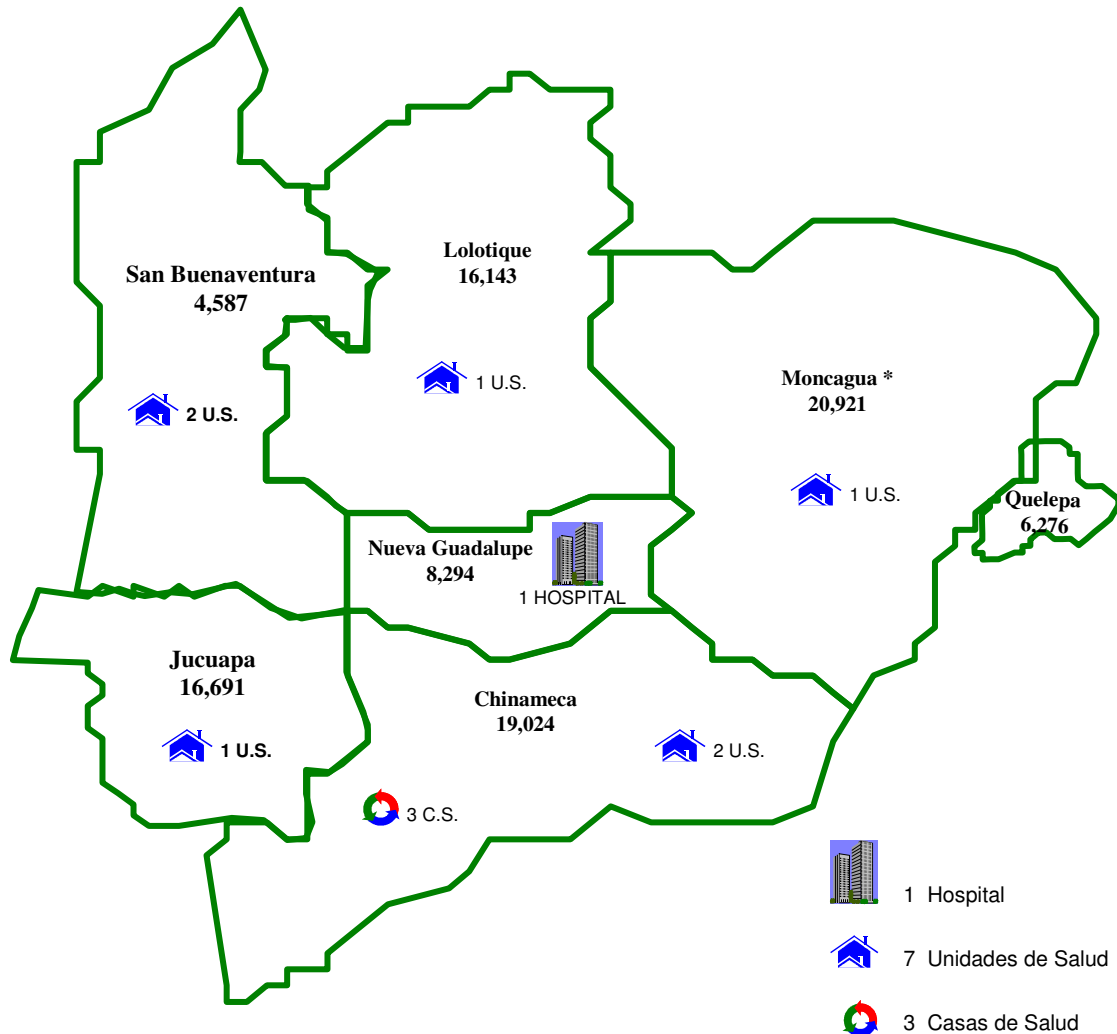 Lolotique
16,143
San Buenaventura
4,587
1 U.S.
2 U.S.
Moncagua *
20,921
1 U.S.
Quelepa
6,276
Nueva Guadalupe
8,294
1 HOSPITAL
Jucuapa
16,691
1 U.S.
Chinameca
19,024
2 U.S.
3 C.S.
1 Hospital
7 Unidades de Salud
3 Casas de Salud